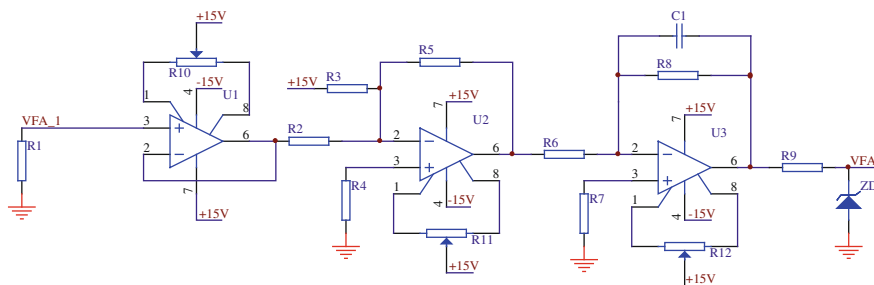 C1
+15V
R5
R8
R10
R3
+15V
-15V
1
4
U1
8
+15V
7
U2
+15V
7
U3
VFA_1
3
6
R2
2
6
R6
2
6
R9
VFA
R1
2
3
3
R4
1
8
R7
1
8
ZD
7
4
-15V
4
-15V
+15V
R11
R12
+15V
+15V